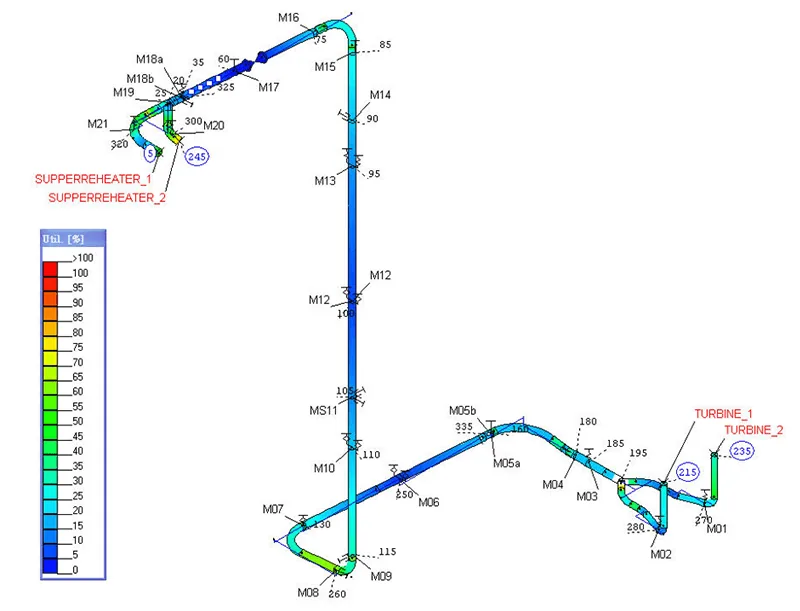 M16
75
85
M15
M18a
35
60
M18b
20
M19
25
325
M17
M14
90
M21
320
300
M20
5
245
M13
95
SUPPERREHEATER_1
SUPPERREHEATER_2
Util. [%]
>100
100
95
90
85
80
75
70
65
60
55
50
45
40
35
30
25
20
15
10
5
0
M12
M12
100
105
MS11
M10
110
M05b
335
160
M05a
180
185
M04
M03
195
TURBINE_1
TURBINE_2
235
215
M06
250
M07
130
270
M01
280
M02
115
M09
M08
260